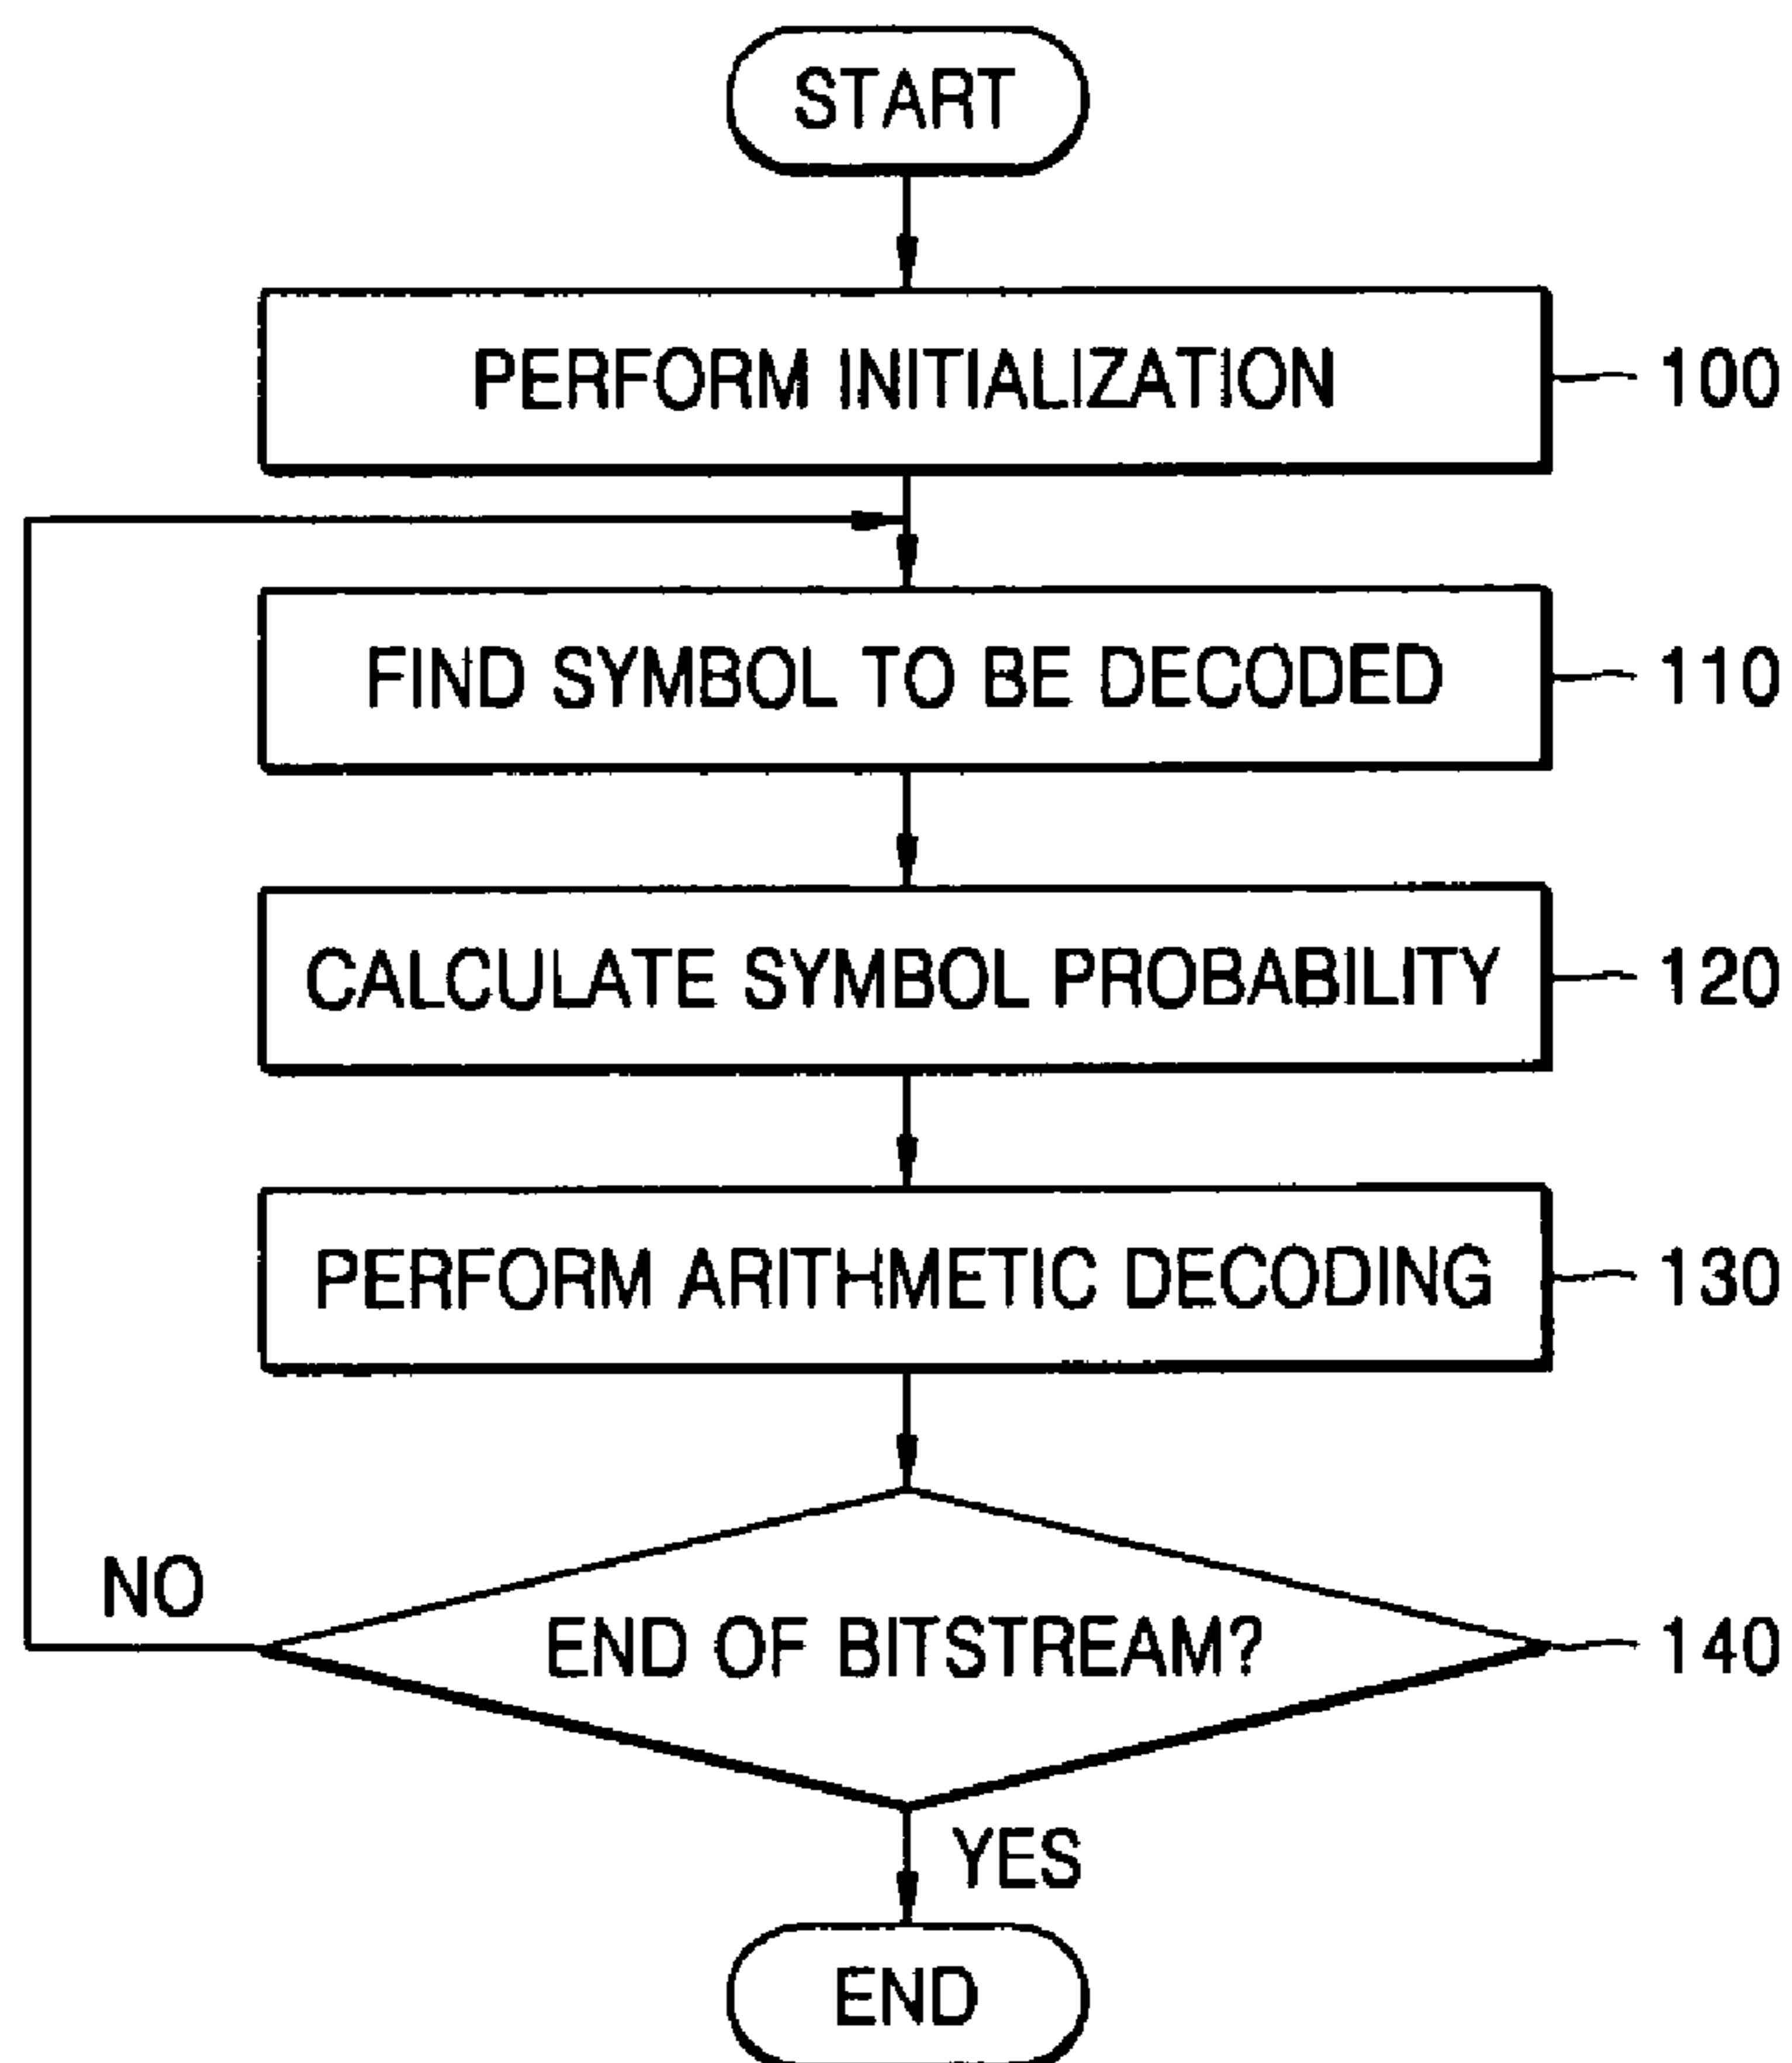 START
PERFORM INITIALIZATION
100
FIND SYMBOL TO BE DECODED
110
CALCULATE SYMBOL PROBABILITY
120
PERFORM ARITHMETIC DECODING
130
NO
END OF BITSTREAM?
140
YES
END